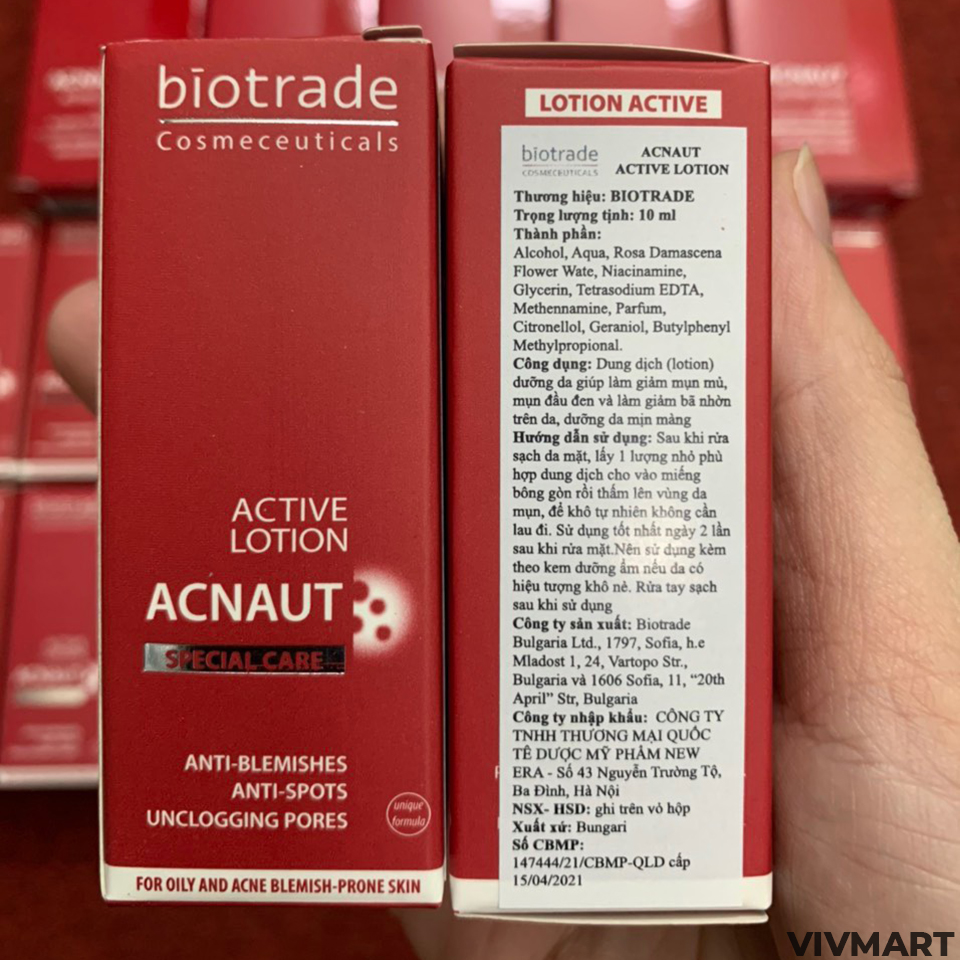 biotrade
Cosmeceuticals
ACTIVE
LOTION
ACNAUT
SPECIAL CARE
ANTI-BLEMISHES
ANTI-SPOTS
UNCLOGGING PORES
unique
formula
FOR OILY AND ACNE BLEMISH-PRONE SKIN
LOTION ACTIVE
biotrade
COSMECEUTICALS
ACNAUT
ACTIVE LOTION
Thương hiệu: BIOTRADE
Trọng lượng tịnh: 10 ml
Thành phần:
Alcohol, Aqua, Rosa Damascena
Flower Wate, Niacinamine,
Glycerin, Tetrasodium EDTA,
Methennamine, Parfum,
Citronellol, Geraniol, Butylphenyl
Methylpropional.
Công dụng: Dung dịch (lotion)
dưỡng da giúp làm giảm mụn mủ,
mụn đầu đen và làm giảm bã nhờn
trên da, dưỡng da mịn màng
Hướng dẫn sử dụng: Sau khi rửa
sạch da mặt, lấy 1 lượng nhỏ phù
hợp dung dịch cho vào miếng
bông gòn rồi thấm lên vùng da
mụn, để khô tự nhiên không cần
lau đi. Sử dụng tốt nhất ngày 2 lần
sau khi rửa mặt.Nên sử dụng kèm
theo kem dưỡng ẩm nếu da có
hiệu tượng khô nẻ. Rửa tay sạch
sau khi sử dụng
Công ty sản xuất: Biotrade
Bulgaria Ltd., 1797, Sofia, h.e
Mladost 1, 24, Vartopo Str.,
Bulgaria và 1606 Sofia, 11, “20th
April” Str, Bulgaria
Công ty nhập khẩu: CÔNG TY
TNHH THƯƠNG MẠI QUỐC
TẾ DƯỢC MỸ PHẨM NEW
ERA - Số 43 Nguyễn Trường Tộ,
Ba Đình, Hà Nội
NSX- HSD: ghi trên vỏ hộp
Xuất xứ: Bungari
Số CBMP:
147444/21/CBMP-QLD cấp
15/04/2021
VIVMART